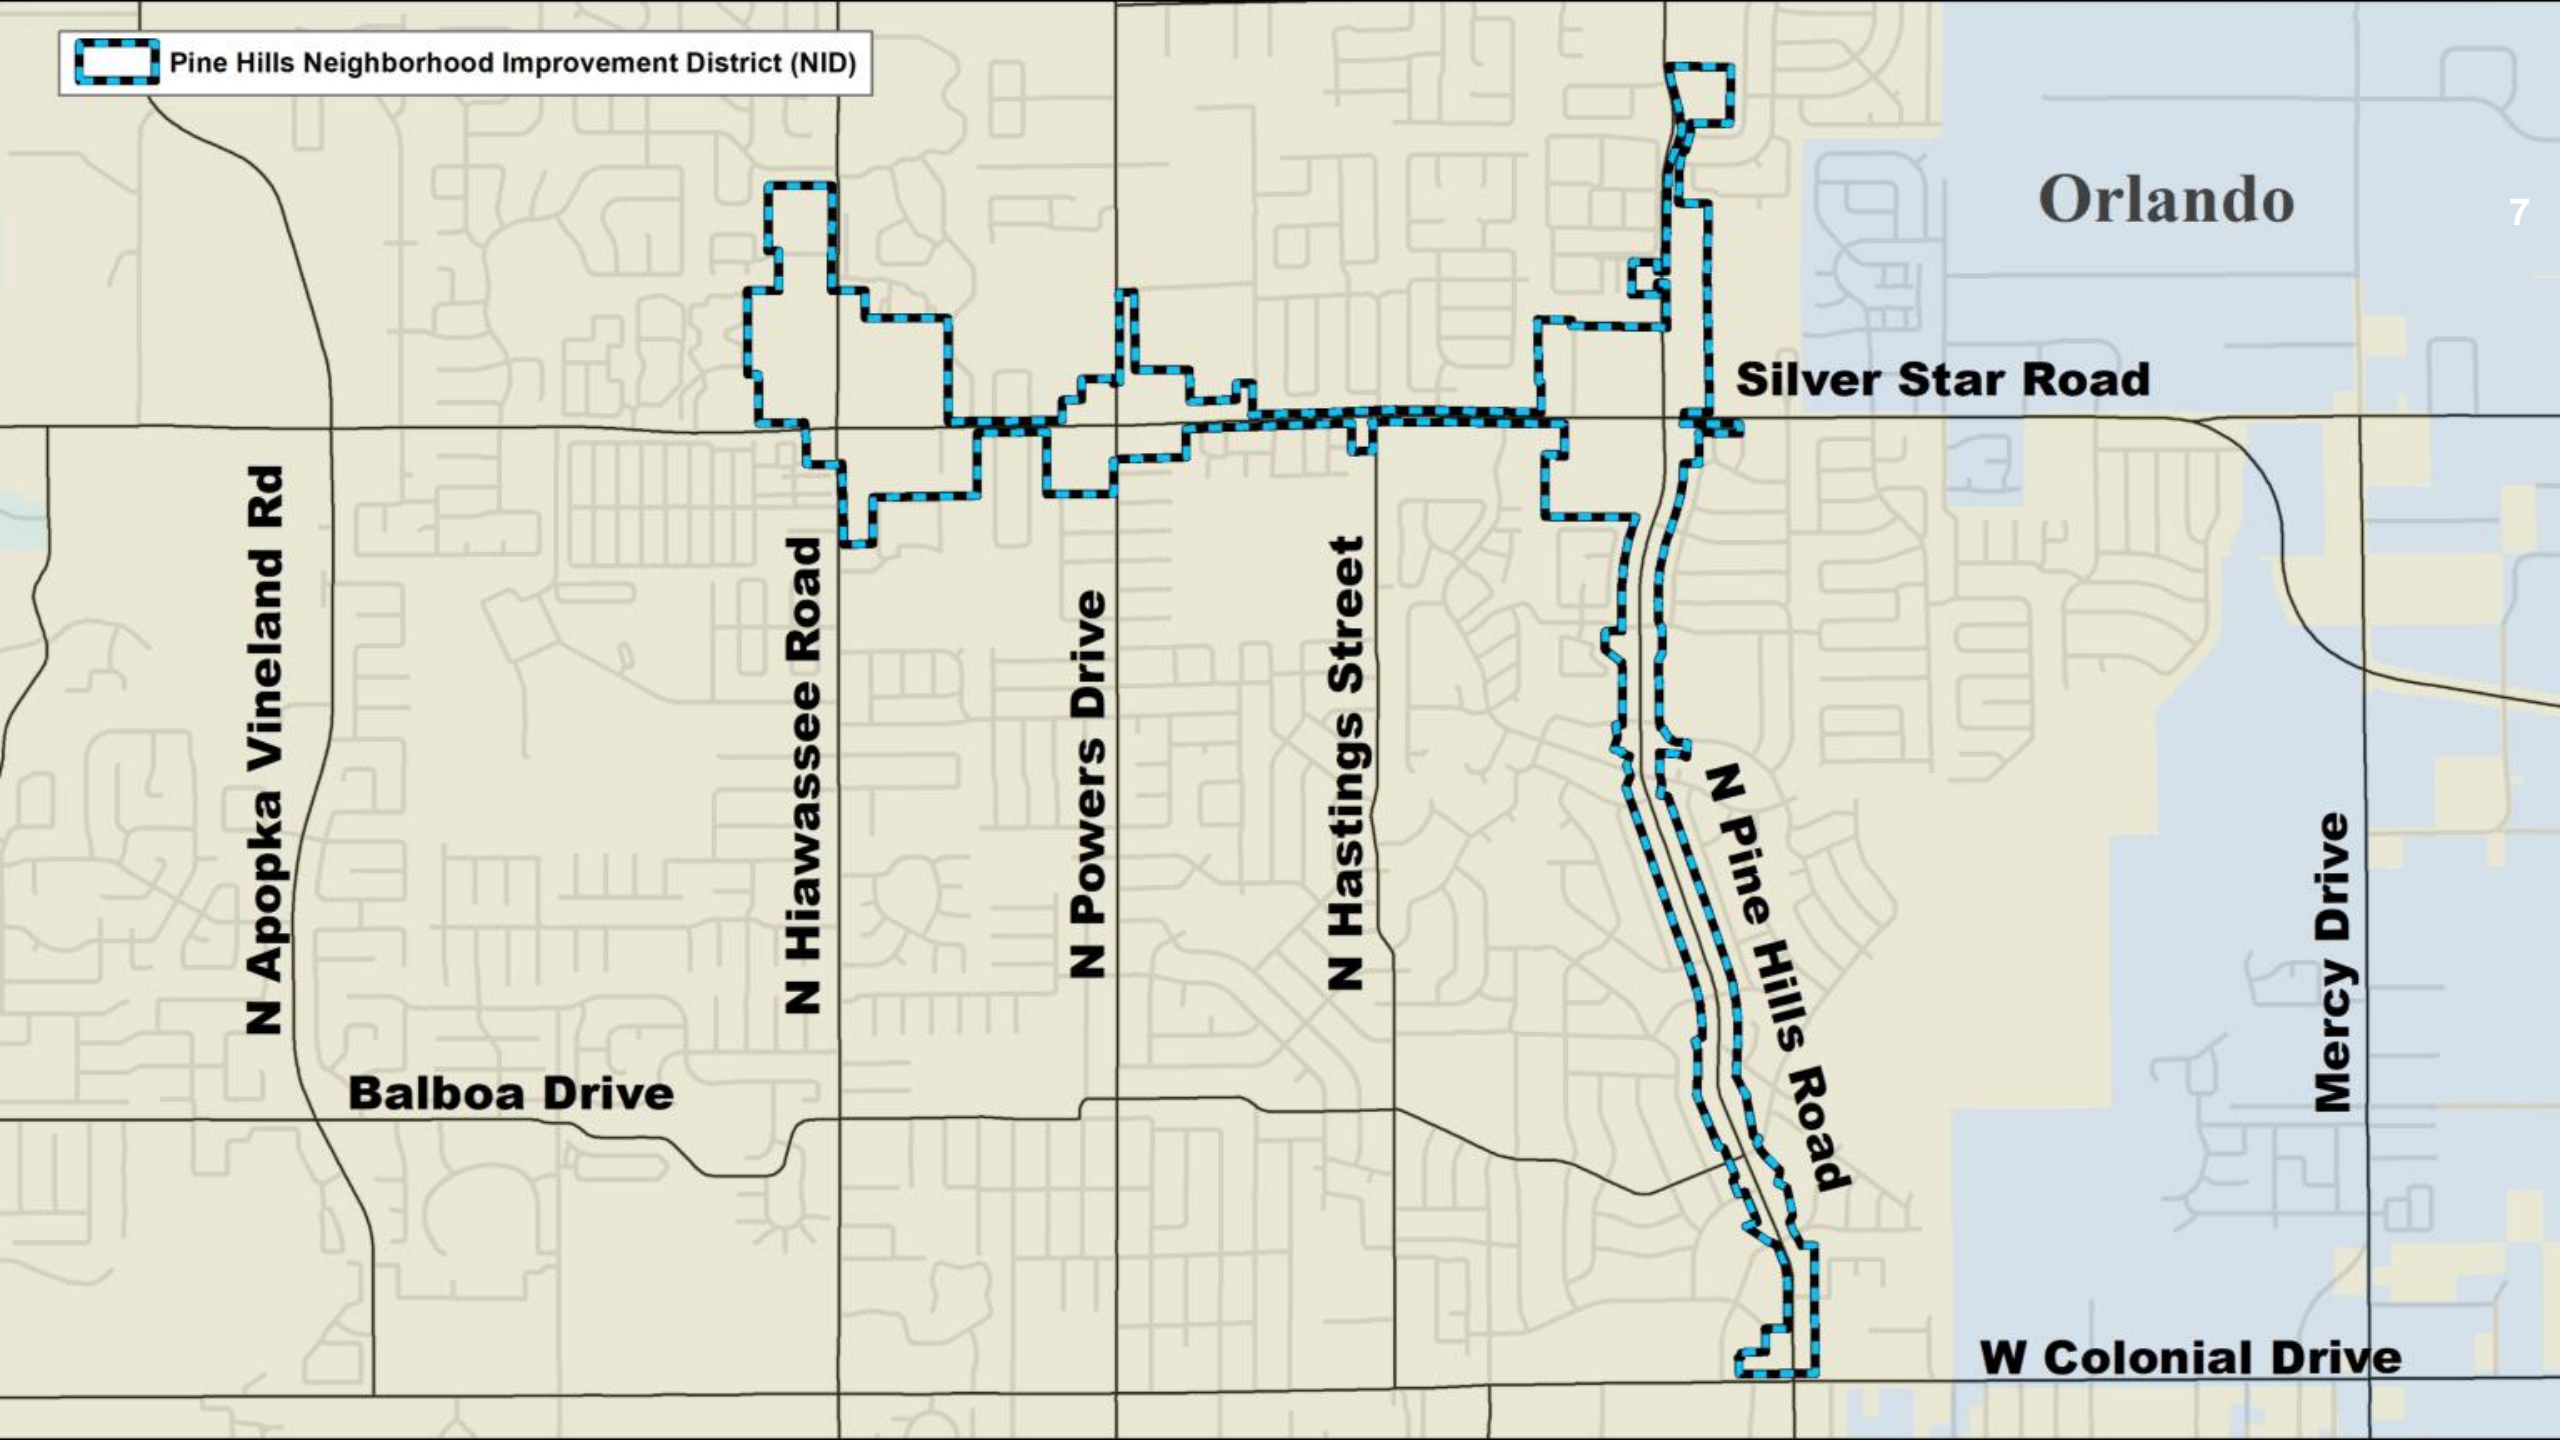 Pine Hills Neighborhood Improvement District (NID)
Orlando
7
Silver Star Road
N Apopka Vineland Rd
N Hiawassee Road
N Powers Drive
N Hastings Street
N Pine Hills Road
Mercy Drive
Balboa Drive
W Colonial Drive